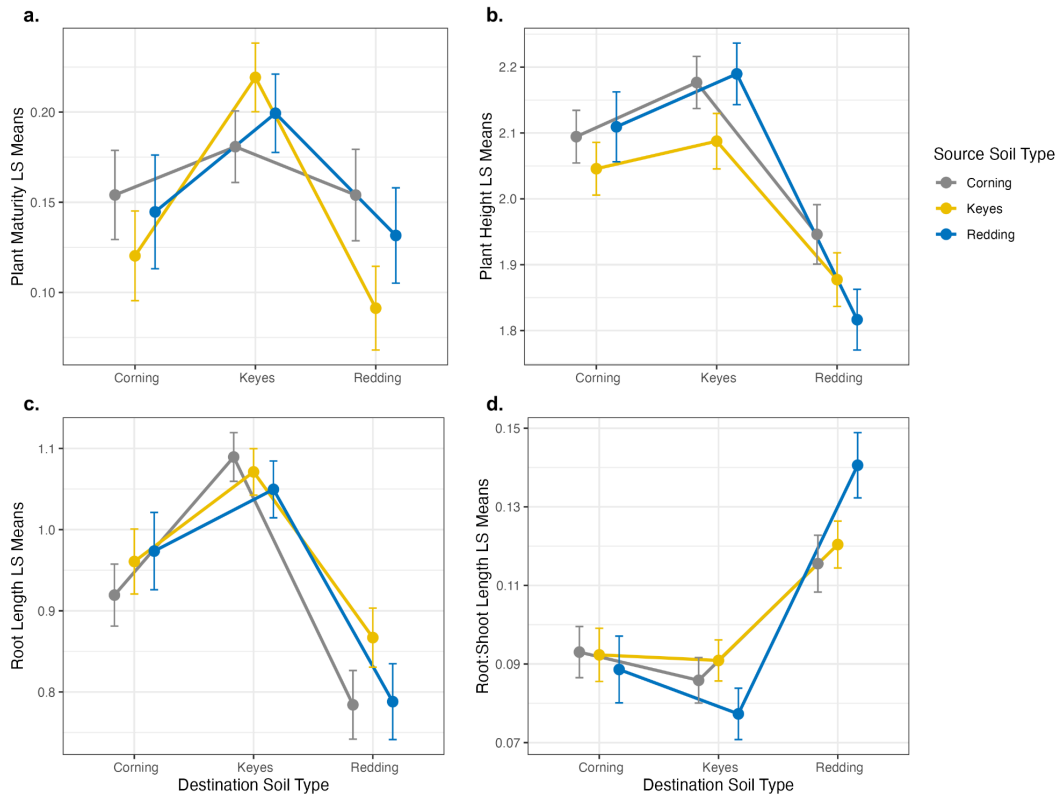 a.
Plant Maturity LS Means
0.20
0.15
0.10
Corning Keyes Redding
b.
Plant Height LS Means
2.2
2.1
2.0
1.9
1.8
Corning Keyes Redding
Source Soil Type
Corning
Keyes
Redding
c.
Root Length LS Means
1.1
1.0
0.9
0.8
Corning Keyes Redding
Destination Soil Type
d.
Root:Shoot Length LS Means
0.15
0.13
0.11
0.09
0.07
Corning Keyes Redding
Destination Soil Type